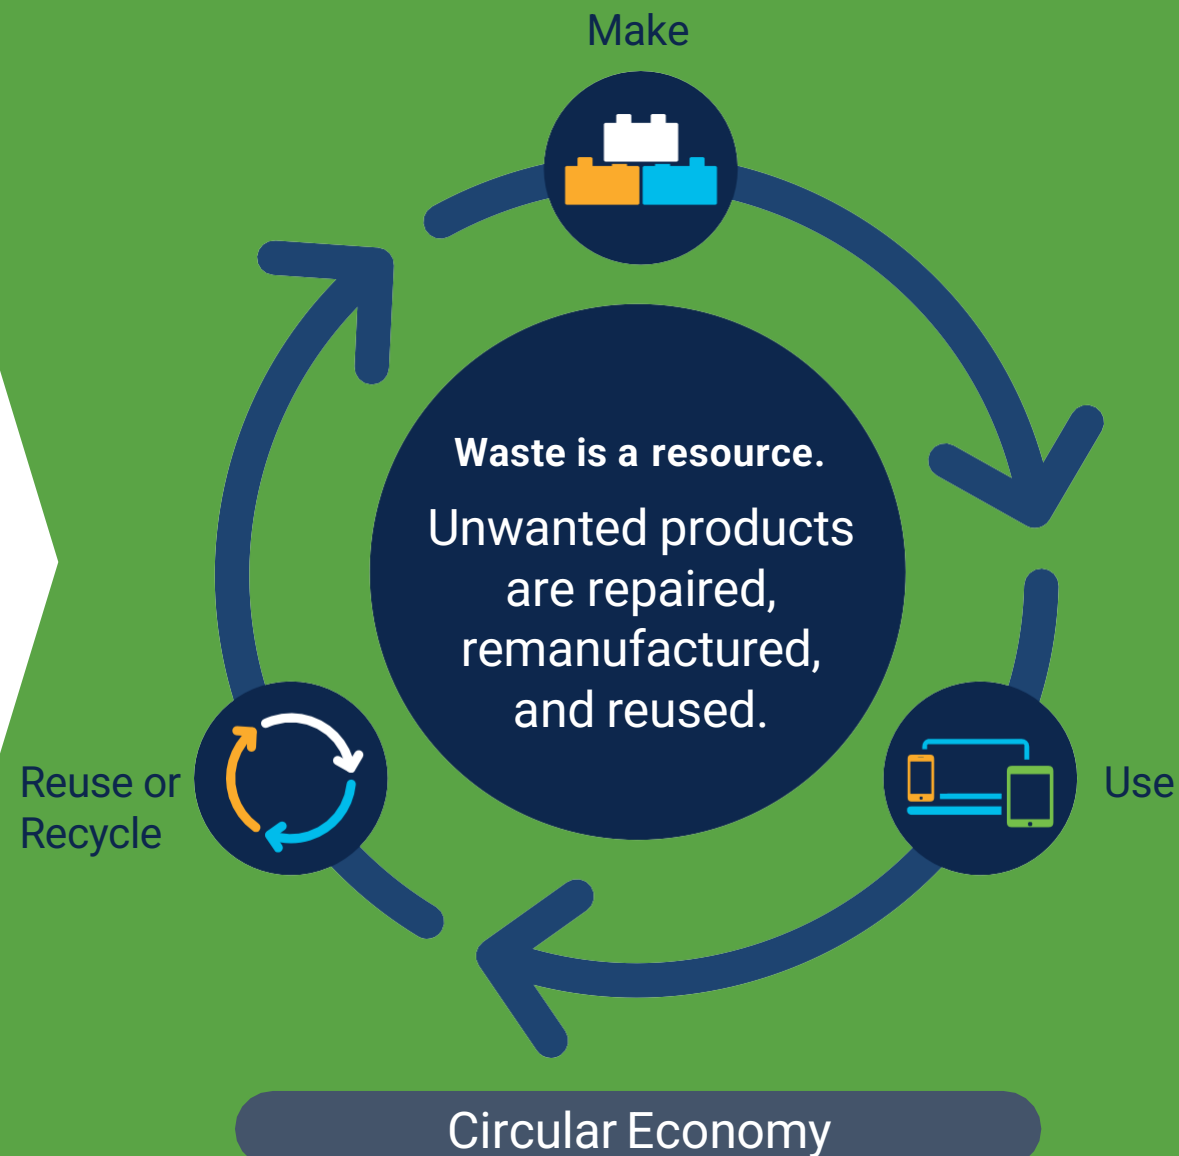 Make
Waste is a resource.
Unwanted products
are repaired,
remanufactured,
and reused.
Reuse or
Recycle
Use
Circular Economy